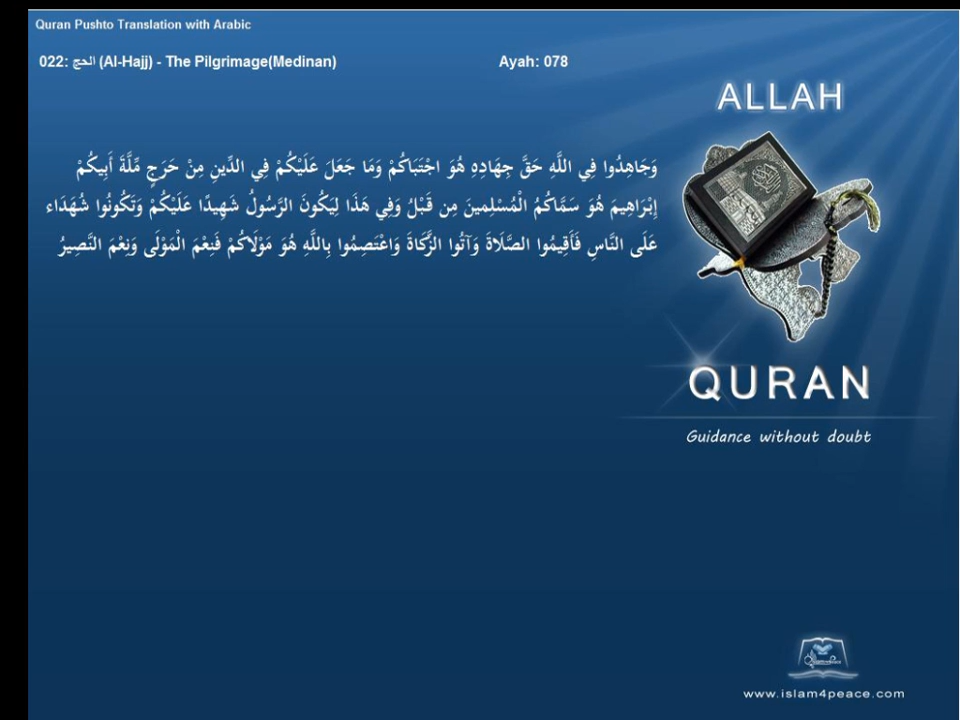 Quran Pushto Translation with Arabic
022: الحج (Al-Hajj) - The Pilgrimage(Medinan) Ayah: 078
ALLAH
وَجَاهِدُوا فِي اللَّهِ حَقَّ جِهَادِهِ هُوَ اجْتَبَاكُمْ وَمَا جَعَلَ عَلَيْكُمْ فِي الدِّينِ مِنْ حَرَجٍ مِّلَّةَ أَبِيكُمْ
إِبْرَاهِيمَ هُوَ سَمَّاكُمُ الْمُسْلِمِينَ مِن قَبْلُ وَفِي هَذَا لِيَكُونَ الرَّسُولُ شَهِيدًا عَلَيْكُمْ وَتَكُونُوا شُهَدَاء
عَلَى النَّاسِ فَأَقِيمُوا الصَّلَاةَ وَآتُوا الزَّكَاةَ وَاعْتَصِمُوا بِاللَّهِ هُوَ مَوْلَاكُمْ فَنِعْمَ الْمَوْلَى وَنِعْمَ النَّصِيرُ
QURAN
Guidance without doubt
www.islam4peace.com